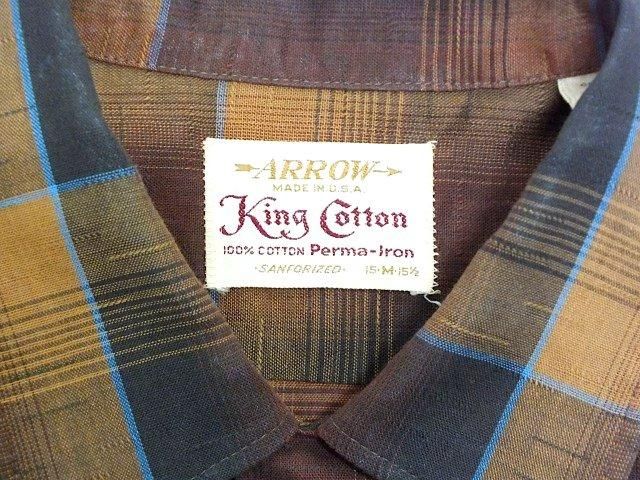 ARROW
MADE IN U.S.A.
King Cotton
100% COTTON Perma-Iron
·SANFORIZED· 15·M·15½